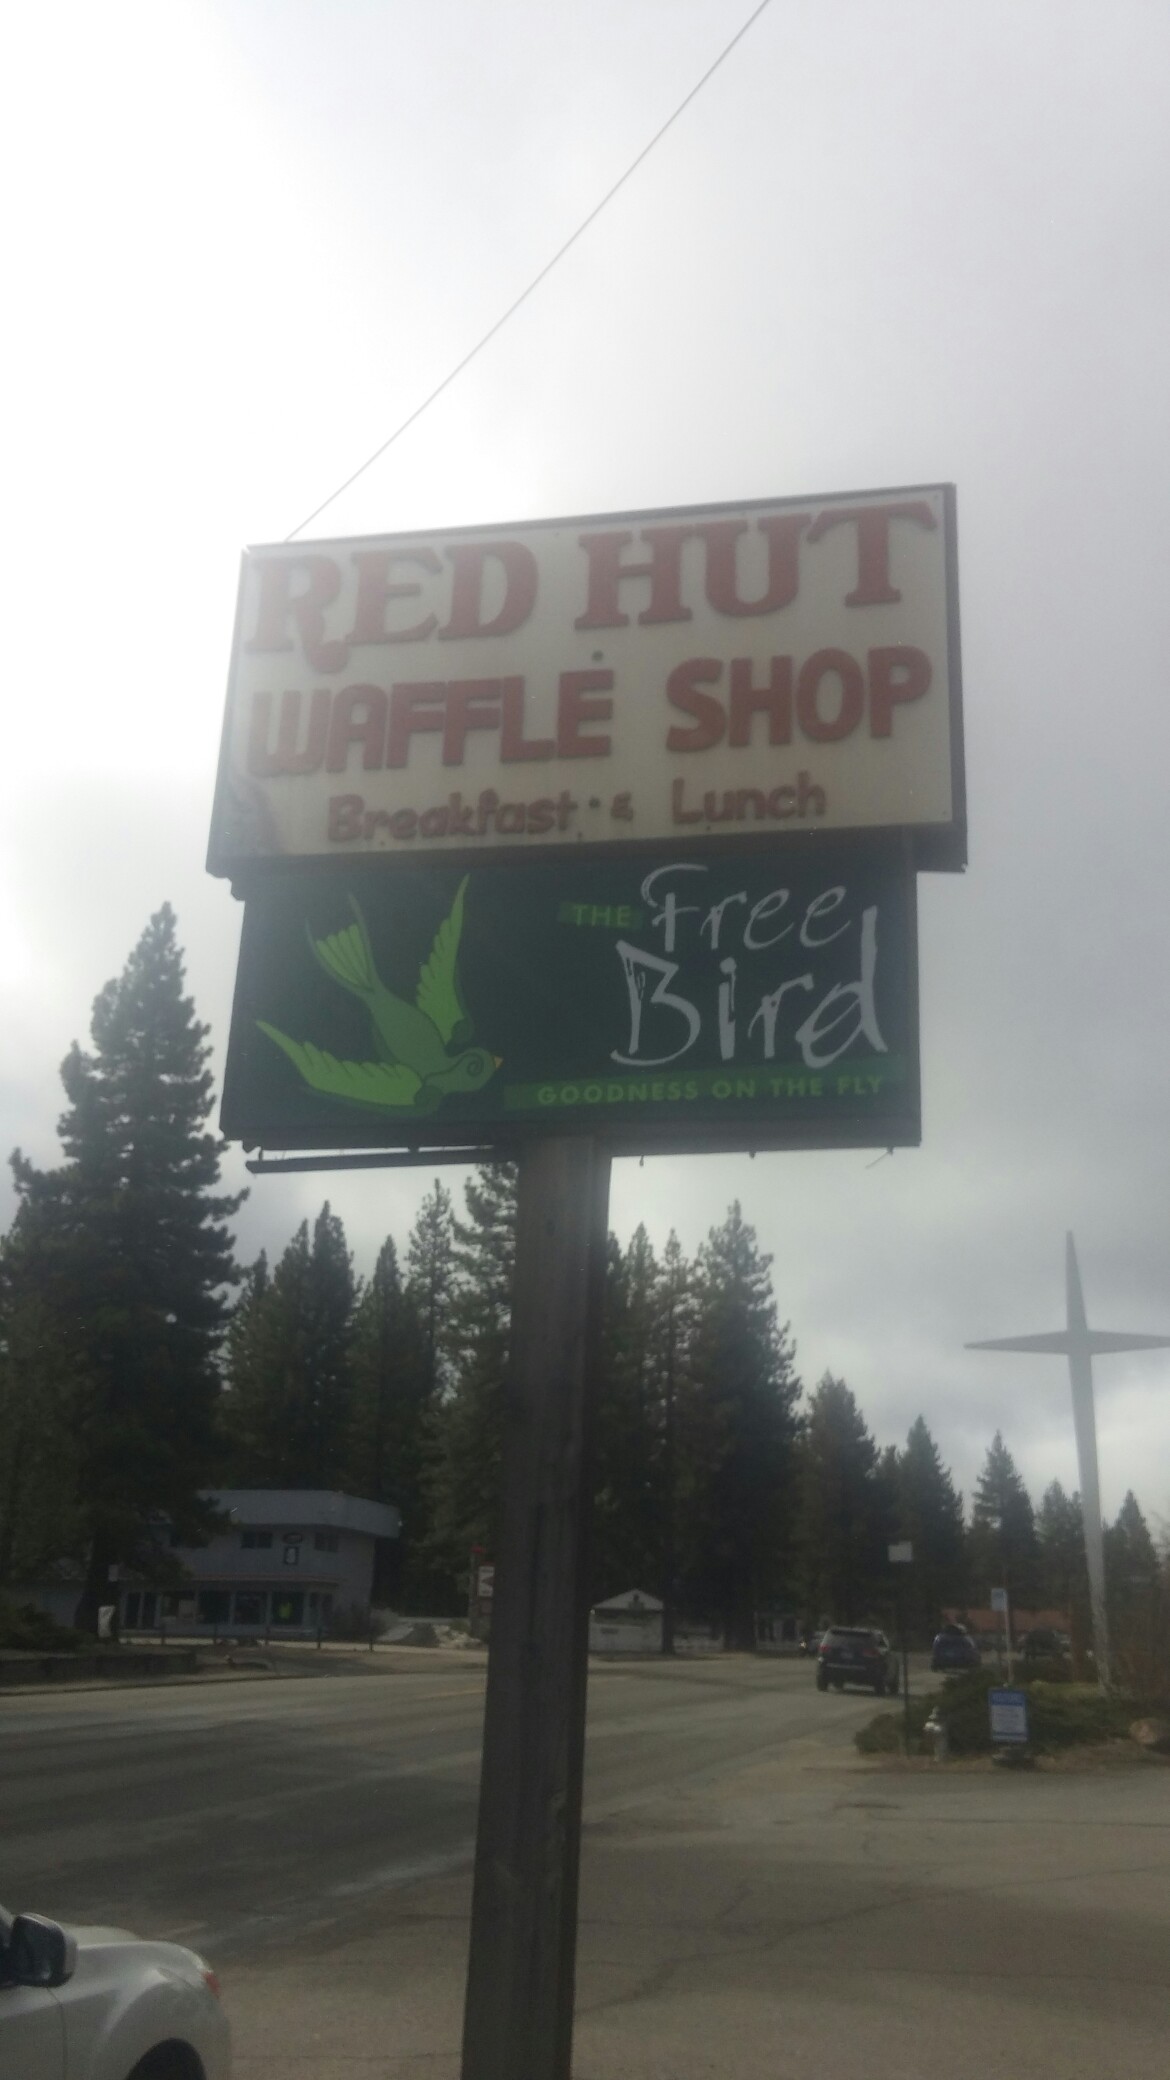 RED HUT
WAFFLE SHOP
Breakfast & Lunch
THE Free
Bird
GOODNESS ON THE FLY